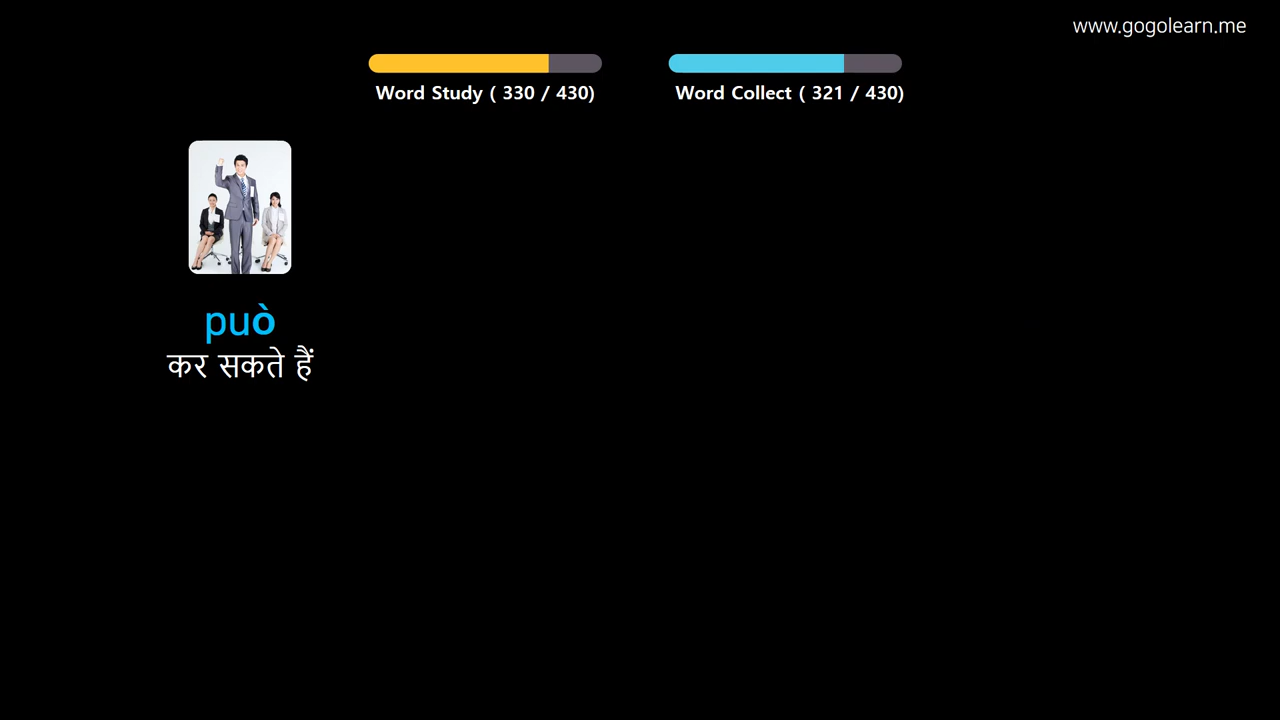 www.gogolearn.me
Word Study ( 330 / 430)
Word Collect ( 321 / 430)
può
कर सकते हैं